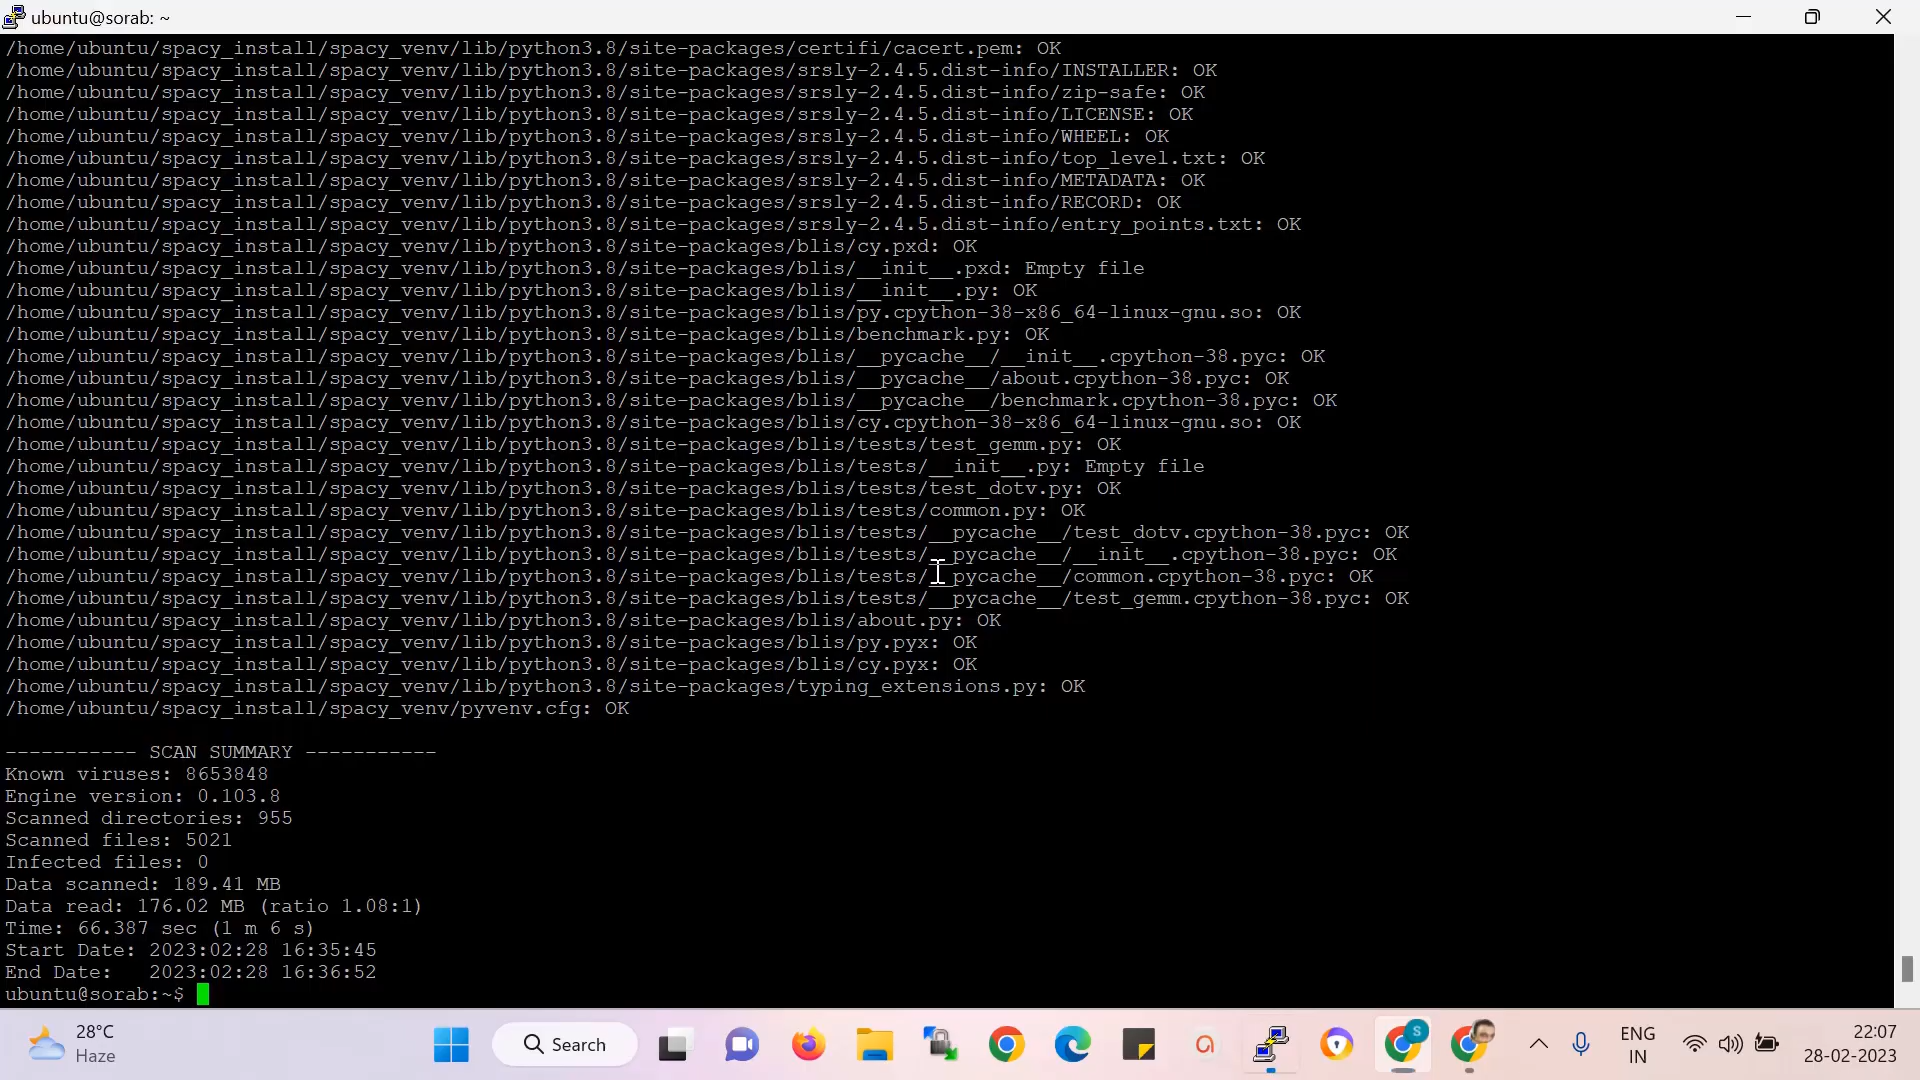 ubuntu@sorab: ~
/home/ubuntu/spacy_install/spacy_venv/lib/python3.8/site-packages/certifi/cacert.pem: OK
/home/ubuntu/spacy_install/spacy_venv/lib/python3.8/site-packages/srsly-2.4.5.dist-info/INSTALLER: OK
/home/ubuntu/spacy_install/spacy_venv/lib/python3.8/site-packages/srsly-2.4.5.dist-info/zip-safe: OK
/home/ubuntu/spacy_install/spacy_venv/lib/python3.8/site-packages/srsly-2.4.5.dist-info/LICENSE: OK
/home/ubuntu/spacy_install/spacy_venv/lib/python3.8/site-packages/srsly-2.4.5.dist-info/WHEEL: OK
/home/ubuntu/spacy_install/spacy_venv/lib/python3.8/site-packages/srsly-2.4.5.dist-info/top_level.txt: OK
/home/ubuntu/spacy_install/spacy_venv/lib/python3.8/site-packages/srsly-2.4.5.dist-info/METADATA: OK
/home/ubuntu/spacy_install/spacy_venv/lib/python3.8/site-packages/srsly-2.4.5.dist-info/RECORD: OK
/home/ubuntu/spacy_install/spacy_venv/lib/python3.8/site-packages/srsly-2.4.5.dist-info/entry_points.txt: OK
/home/ubuntu/spacy_install/spacy_venv/lib/python3.8/site-packages/blis/cy.pxd: OK
/home/ubuntu/spacy_install/spacy_venv/lib/python3.8/site-packages/blis/__init__.pxd: Empty file
/home/ubuntu/spacy_install/spacy_venv/lib/python3.8/site-packages/blis/__init__.py: OK
/home/ubuntu/spacy_install/spacy_venv/lib/python3.8/site-packages/blis/py.cpython-38-x86_64-linux-gnu.so: OK
/home/ubuntu/spacy_install/spacy_venv/lib/python3.8/site-packages/blis/benchmark.py: OK
/home/ubuntu/spacy_install/spacy_venv/lib/python3.8/site-packages/blis/__pycache__/__init__.cpython-38.pyc: OK
/home/ubuntu/spacy_install/spacy_venv/lib/python3.8/site-packages/blis/__pycache__/about.cpython-38.pyc: OK
/home/ubuntu/spacy_install/spacy_venv/lib/python3.8/site-packages/blis/__pycache__/benchmark.cpython-38.pyc: OK
/home/ubuntu/spacy_install/spacy_venv/lib/python3.8/site-packages/blis/cy.cpython-38-x86_64-linux-gnu.so: OK
/home/ubuntu/spacy_install/spacy_venv/lib/python3.8/site-packages/blis/tests/test_gemm.py: OK
/home/ubuntu/spacy_install/spacy_venv/lib/python3.8/site-packages/blis/tests/__init__.py: Empty file
/home/ubuntu/spacy_install/spacy_venv/lib/python3.8/site-packages/blis/tests/test_dotv.py: OK
/home/ubuntu/spacy_install/spacy_venv/lib/python3.8/site-packages/blis/tests/common.py: OK
/home/ubuntu/spacy_install/spacy_venv/lib/python3.8/site-packages/blis/tests/__pycache__/test_dotv.cpython-38.pyc: OK
/home/ubuntu/spacy_install/spacy_venv/lib/python3.8/site-packages/blis/tests/__pycache__/__init__.cpython-38.pyc: OK
/home/ubuntu/spacy_install/spacy_venv/lib/python3.8/site-packages/blis/tests/__pycache__/common.cpython-38.pyc: OK
/home/ubuntu/spacy_install/spacy_venv/lib/python3.8/site-packages/blis/tests/__pycache__/test_gemm.cpython-38.pyc: OK
/home/ubuntu/spacy_install/spacy_venv/lib/python3.8/site-packages/blis/about.py: OK
/home/ubuntu/spacy_install/spacy_venv/lib/python3.8/site-packages/blis/py.pyx: OK
/home/ubuntu/spacy_install/spacy_venv/lib/python3.8/site-packages/blis/cy.pyx: OK
/home/ubuntu/spacy_install/spacy_venv/lib/python3.8/site-packages/typing_extensions.py: OK
/home/ubuntu/spacy_install/spacy_venv/pyvenv.cfg: OK
----------- SCAN SUMMARY -----------
Known viruses: 8653848
Engine version: 0.103.8
Scanned directories: 955
Scanned files: 5021
Infected files: 0
Data scanned: 189.41 MB
Data read: 176.02 MB (ratio 1.08:1)
Time: 66.387 sec (1 m 6 s)
Start Date: 2023:02:28 16:35:45
End Date:   2023:02:28 16:36:52
ubuntu@sorab:~$
28°C
Haze
Search
S
ENG
IN
22:07
28-02-2023